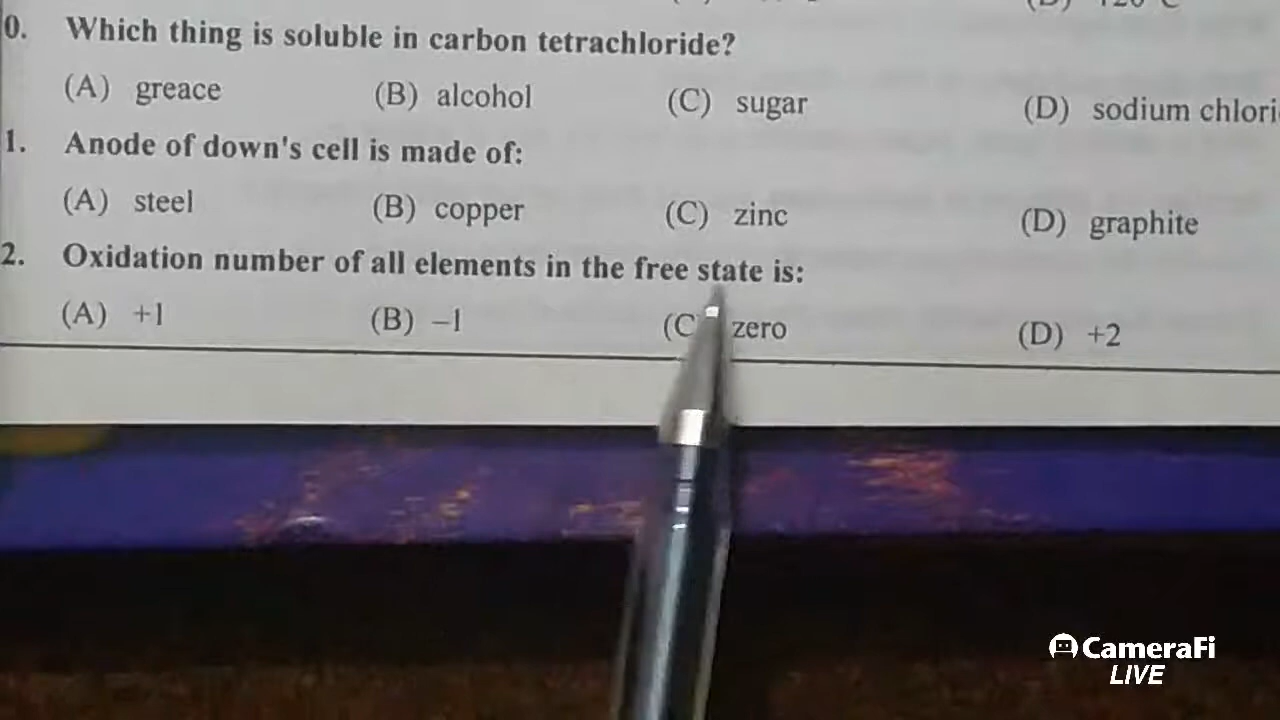 0. Which thing is soluble in carbon tetrachloride?
(A) greace (B) alcohol (C) sugar (D) sodium chlori
1. Anode of down's cell is made of:
(A) steel (B) copper (C) zinc (D) graphite
2. Oxidation number of all elements in the free state is:
(A) +1 (B) –1 (C zero (D) +2
CameraFi
LIVE